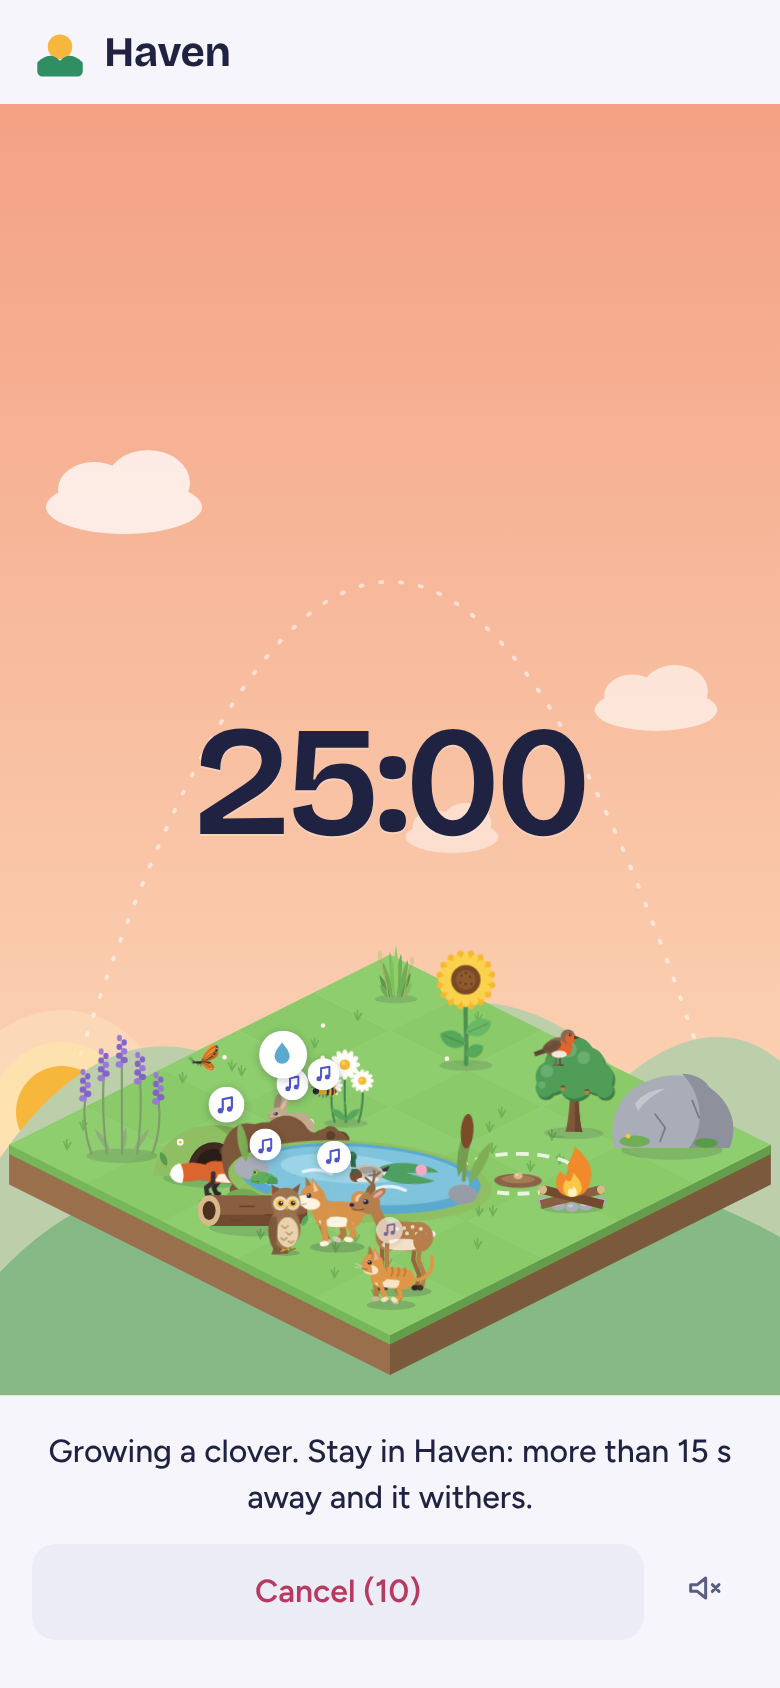 Haven
25:00
Growing a clover. Stay in Haven: more than 15 s
away and it withers.
Cancel (10)